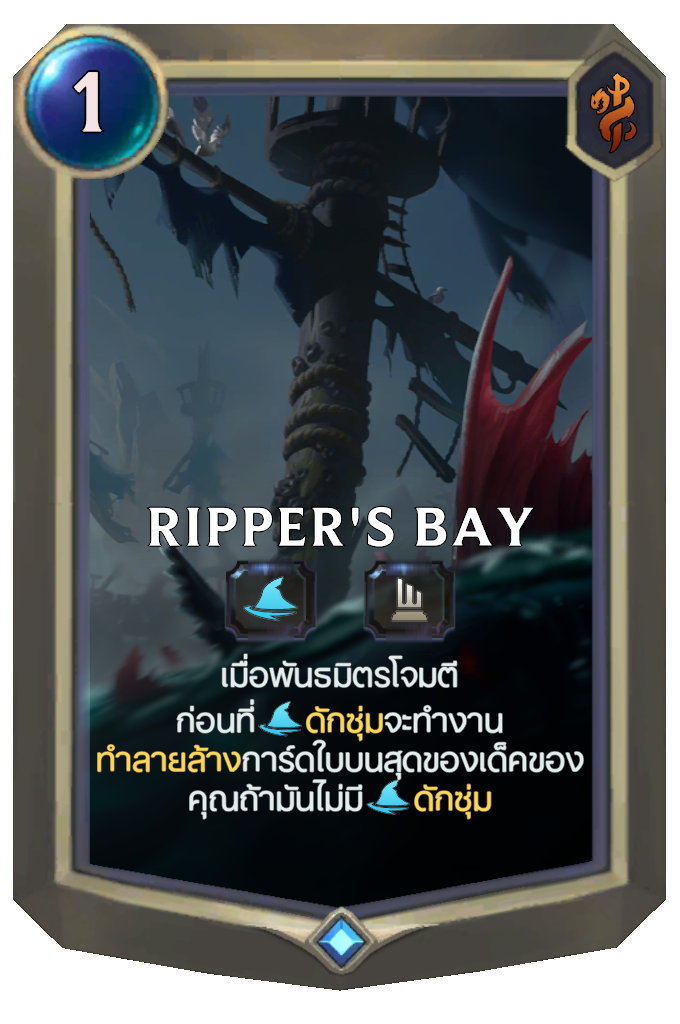 1
RIPPER'S BAY
เมื่อพันธมิตรโจมตี
ก่อนที่ ดักซุ่มจะทำงาน
ทำลายล้างการ์ดใบบนสุดของเด็คของ
คุณถ้ามันไม่มี ดักซุ่ม